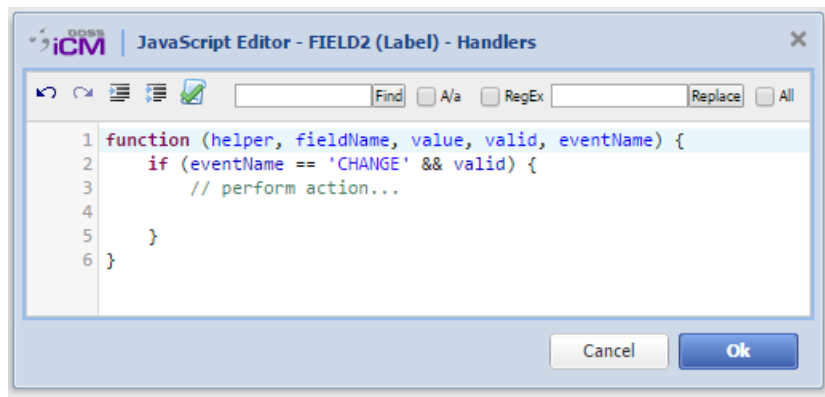 GOSS
iCM JavaScript Editor - FIELD2 (Label) - Handlers
Find A/a RegEx Replace All
1 function (helper, fieldName, value, valid, eventName) {
2 if (eventName == 'CHANGE' && valid) {
3 // perform action...
4
5 }
6 }
Cancel Ok